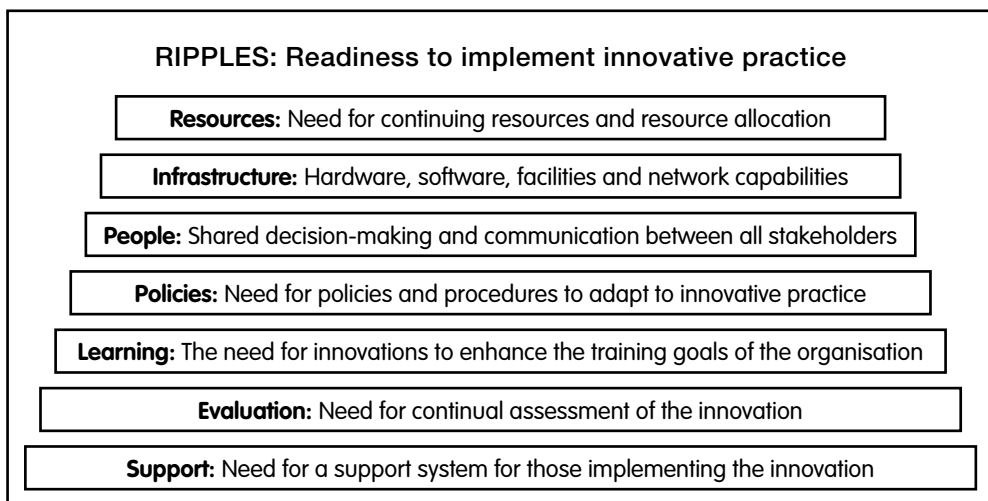 RIPPLES: Readiness to implement innovative practice
Resources: Need for continuing resources and resource allocation
Infrastructure: Hardware, software, facilities and network capabilities
People: Shared decision-making and communication between all stakeholders
Policies: Need for policies and procedures to adapt to innovative practice
Learning: The need for innovations to enhance the training goals of the organisation
Evaluation: Need for continual assessment of the innovation
Support: Need for a support system for those implementing the innovation